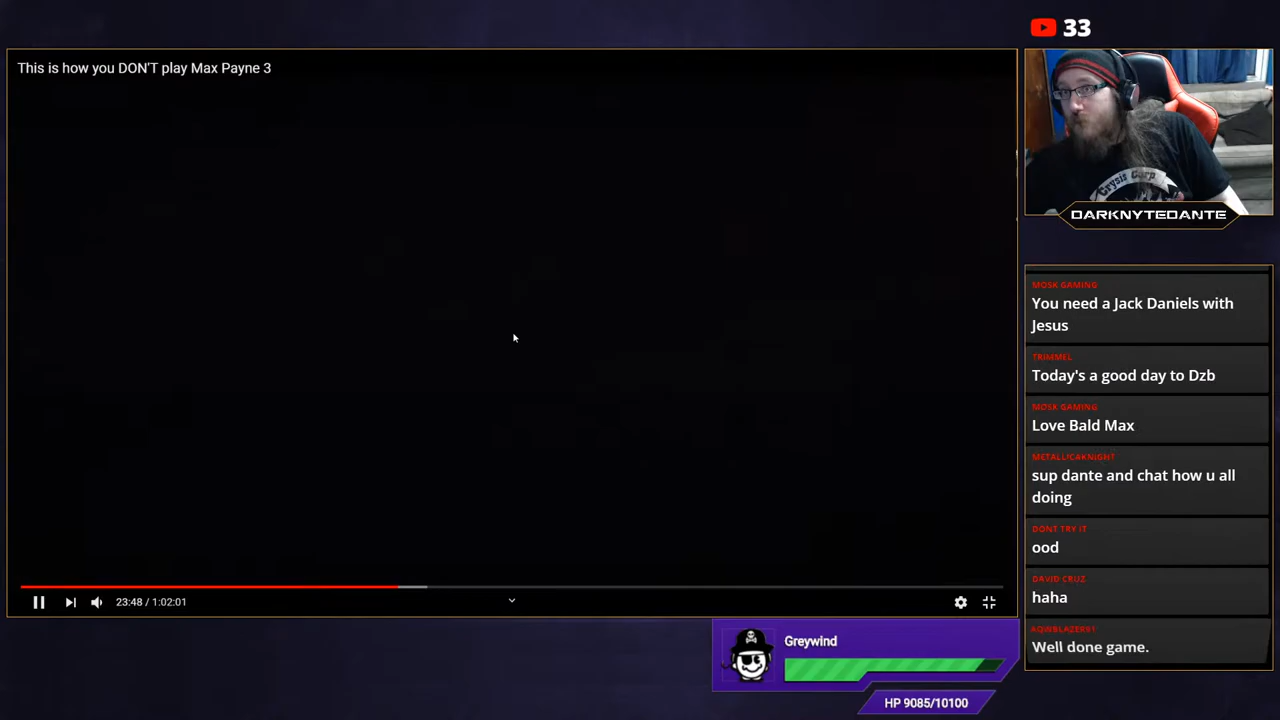 33
This is how you DON'T play Max Payne 3
Crysis Corp
DARKNYTEDANTE
MOSK GAMING
You need a Jack Daniels with
Jesus
TRIMMEL
Today's a good day to Dzb
MOSK GAMING
Love Bald Max
METALLICAKNIGHT
sup dante and chat how u all
doing
DONT TRY IT
ood
DAVID CRUZ
haha
AQWBLAZER91
Well done game.
23:48 / 1:02:01
Greywind
HP 9085/10100